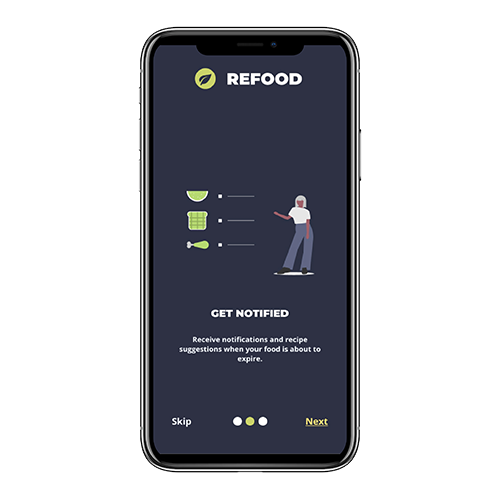 REFOOD
GET NOTIFIED
Receive notifications and recipe
suggestions when your food is about to
expire.
Skip
Next